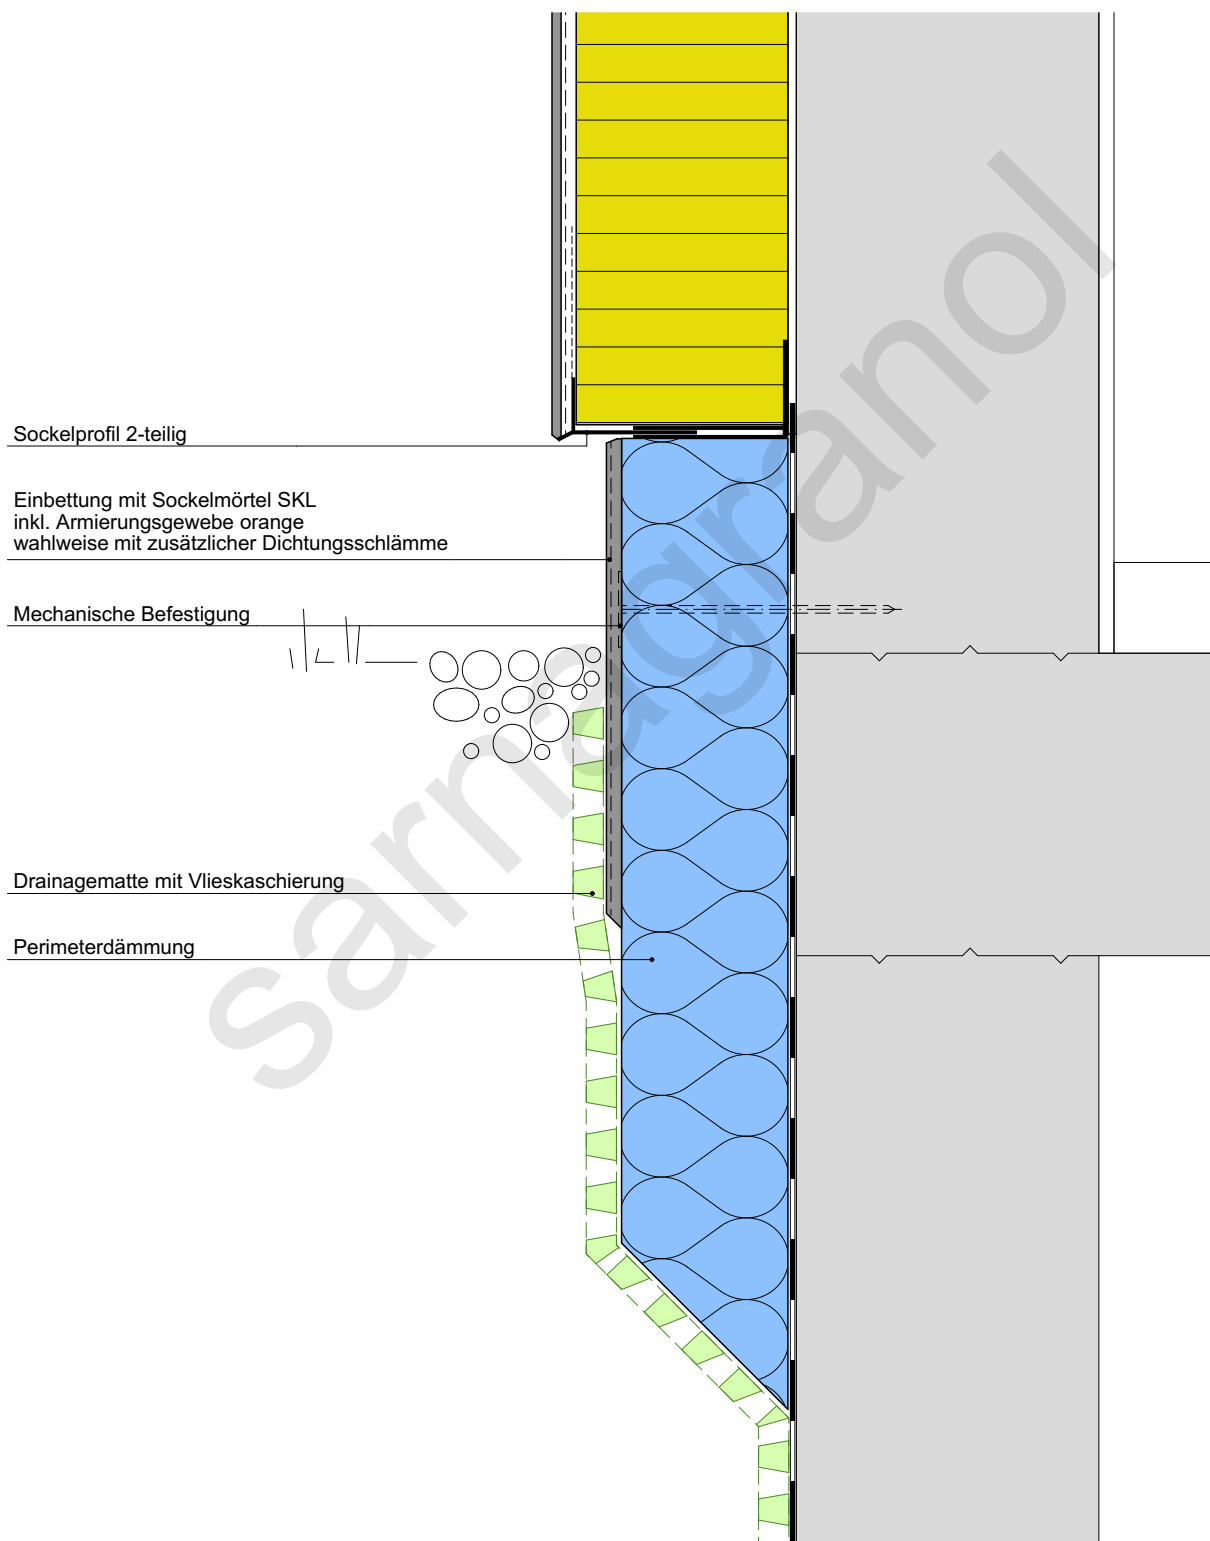 Sockelprofil 2-teilig
Einbettung mit Sockelmörtel SKL
inkl. Armierungsgewebe orange
wahlweise mit zusätzlicher Dichtungsschlämme
Mechanische Befestigung
Drainagematte mit Vlieskaschierung
Perimeterdämmung
sarnagranol